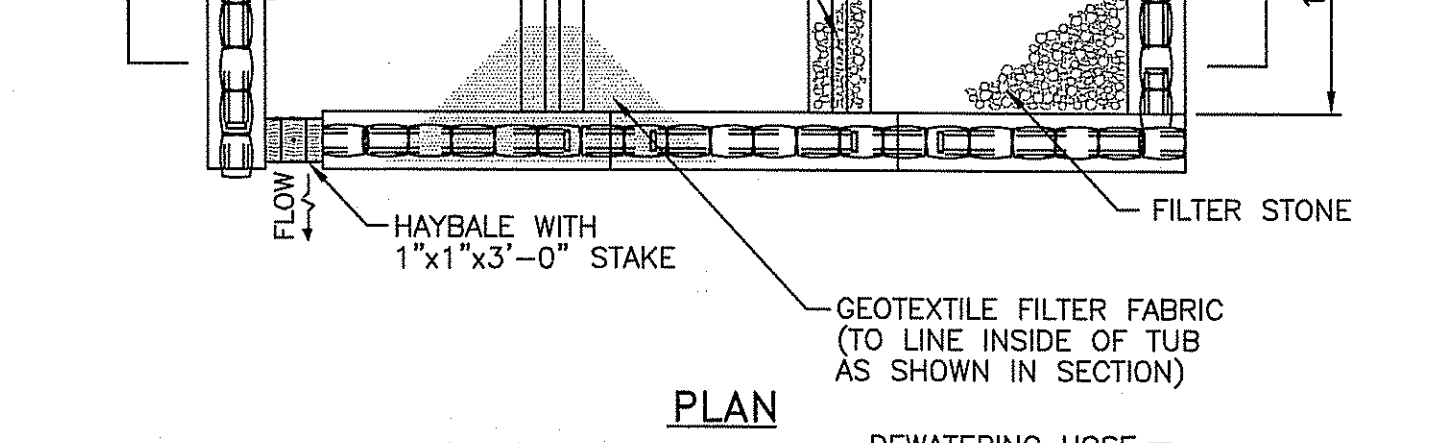 FLOW
HAYBALE WITH
1"x1"x3'-0" STAKE
FILTER STONE
GEOTEXTILE FILTER FABRIC
(TO LINE INSIDE OF TUB
AS SHOWN IN SECTION)
PLAN
DEWATERING HOSE